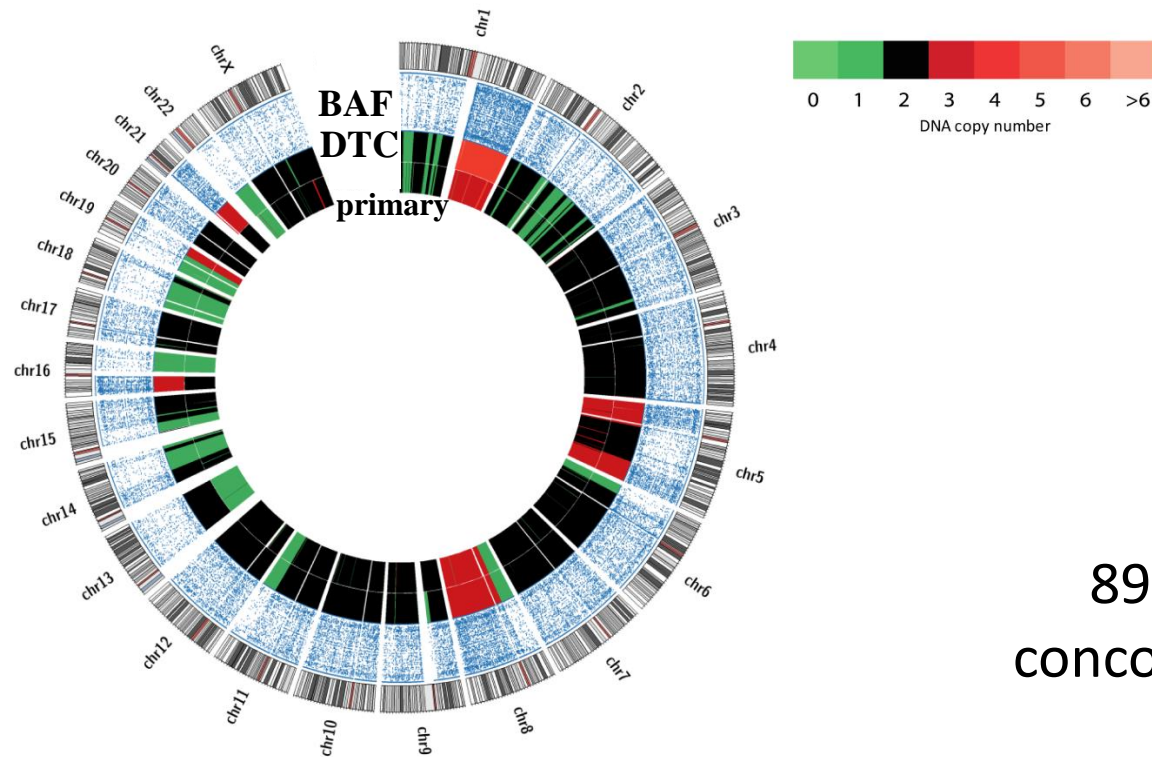 chr1
chr2
chr3
chr4
chr5
chr6
chr7
chr8
chr9
chr10
chr11
chr12
chr13
chr14
chr15
chr16
chr17
chr18
chr19
chr20
chr21
chr22
chrX
BAF
DTC
primary
0 1 2 3 4 5 6 >6
DNA copy number
89
conco